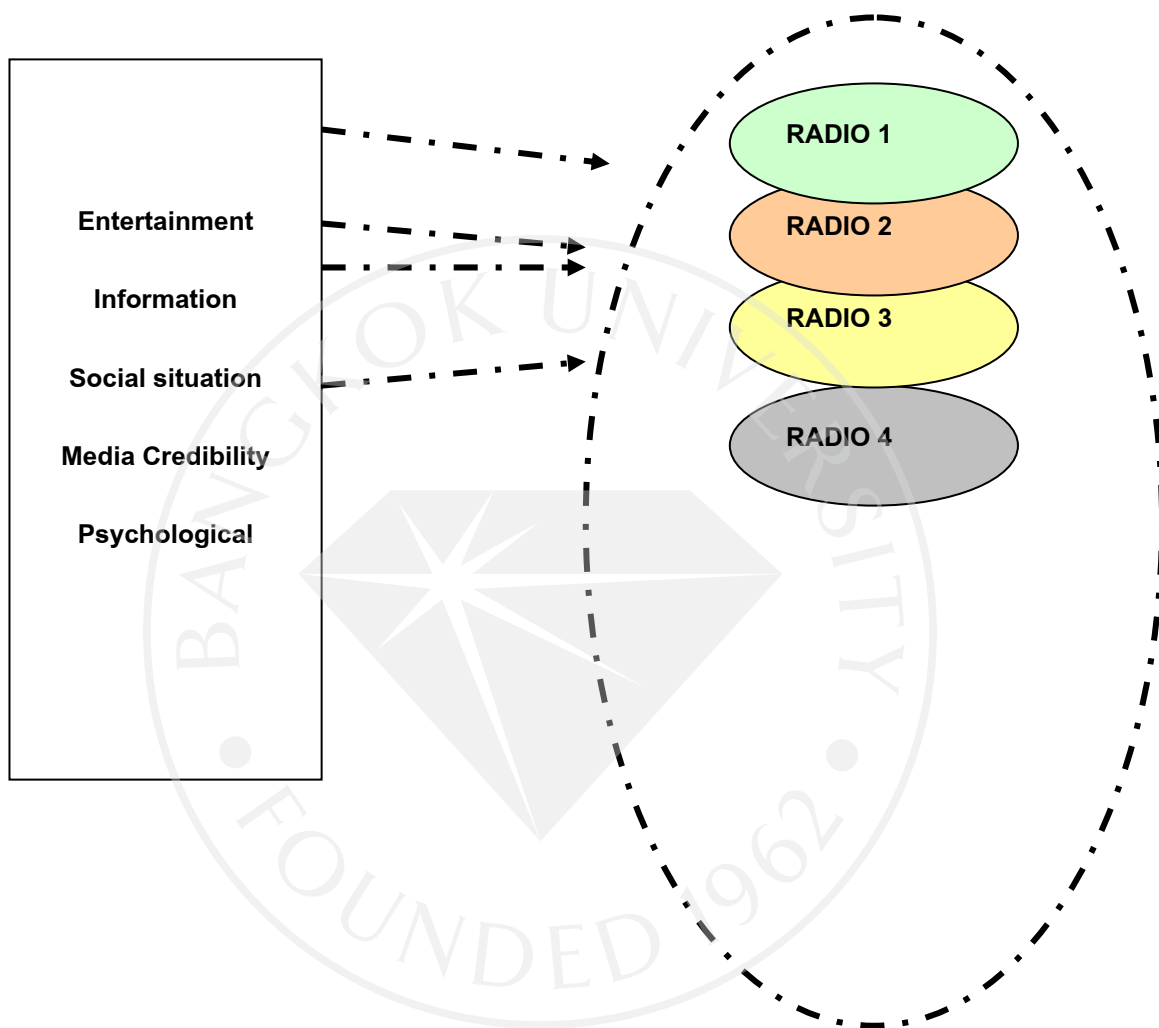 Entertainment
Information
Social situation
Media Credibility
Psychological
RADIO 1
RADIO 2
RADIO 3
RADIO 4
BANGKOK UNIVERSITY
FOUNDED 1962